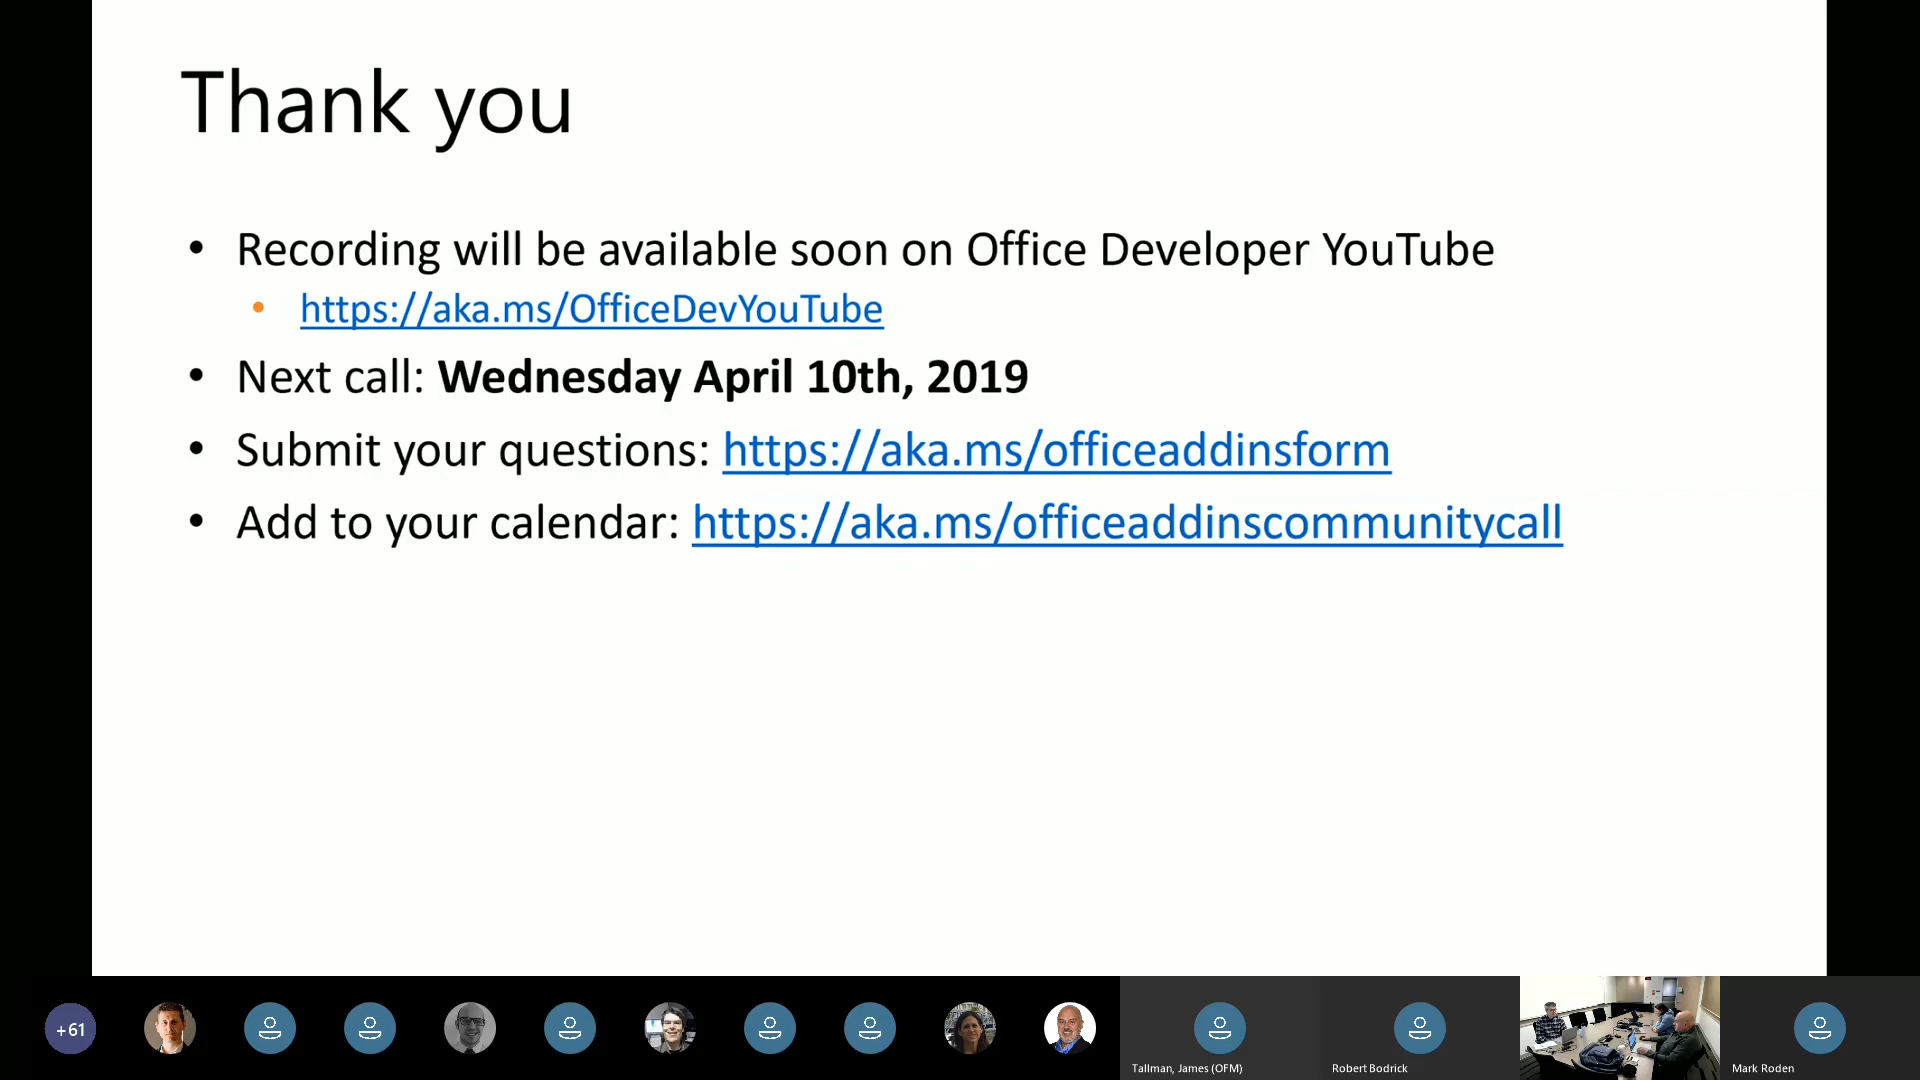 Thank you
• Recording will be available soon on Office Developer YouTube
• https://aka.ms/OfficeDevYouTube
• Next call: Wednesday April 10th, 2019
• Submit your questions: https://aka.ms/officeaddinsform
• Add to your calendar: https://aka.ms/officeaddinscommunitycall
+61
Tallman, James (OFM)
Robert Bodrick
Mark Roden